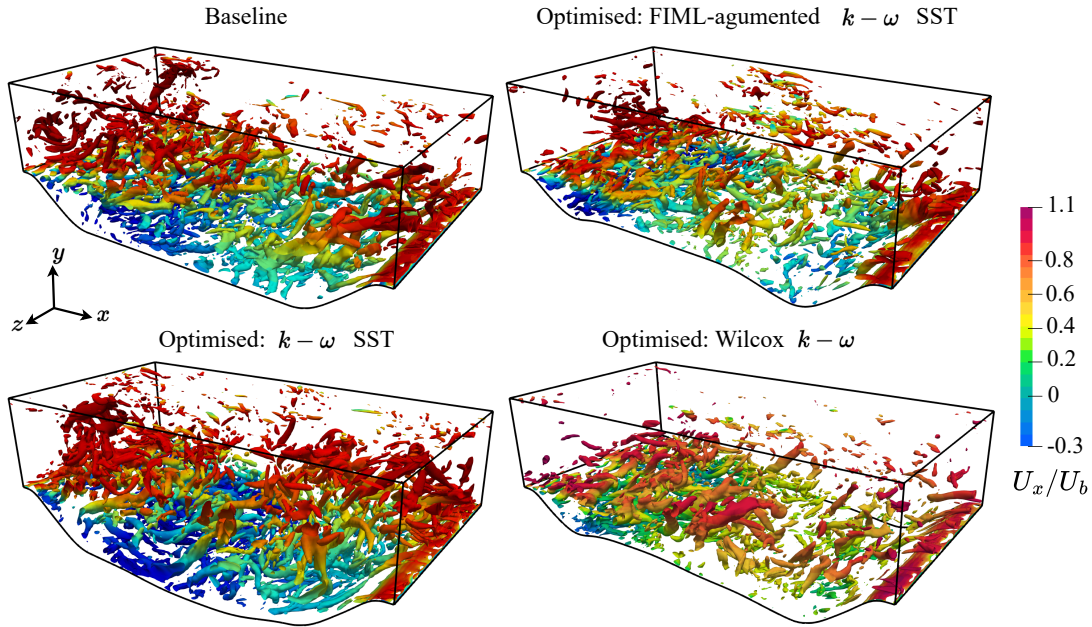 Baseline
Optimised: FIML-agumented k − ω SST
y
x
z
Optimised: k − ω SST
Optimised: Wilcox k − ω
1.1
0.8
0.6
0.4
0.2
0
-0.3
U_x/U_b